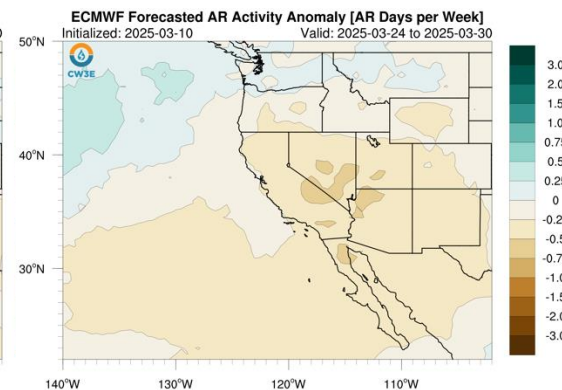 ECMWF Forecasted AR Activity Anomaly [AR Days per Week]
Initialized: 2025-03-10 Valid: 2025-03-24 to 2025-03-30
50°N
CW3E
40°N
30°N
140°W 130°W 120°W 110°W
3.0
2.0
1.5
1.0
0.75
0.5
0.25
0
-0.2
-0.5
-0.7
-1.0
-1.5
-2.0
-3.0